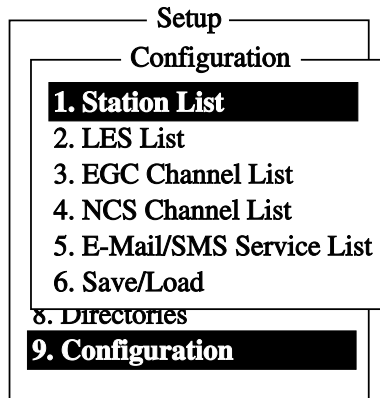 Setup
Configuration
1. Station List
2. LES List
3. EGC Channel List
4. NCS Channel List
5. E-Mail/SMS Service List
6. Save/Load
8. Directories
9. Configuration